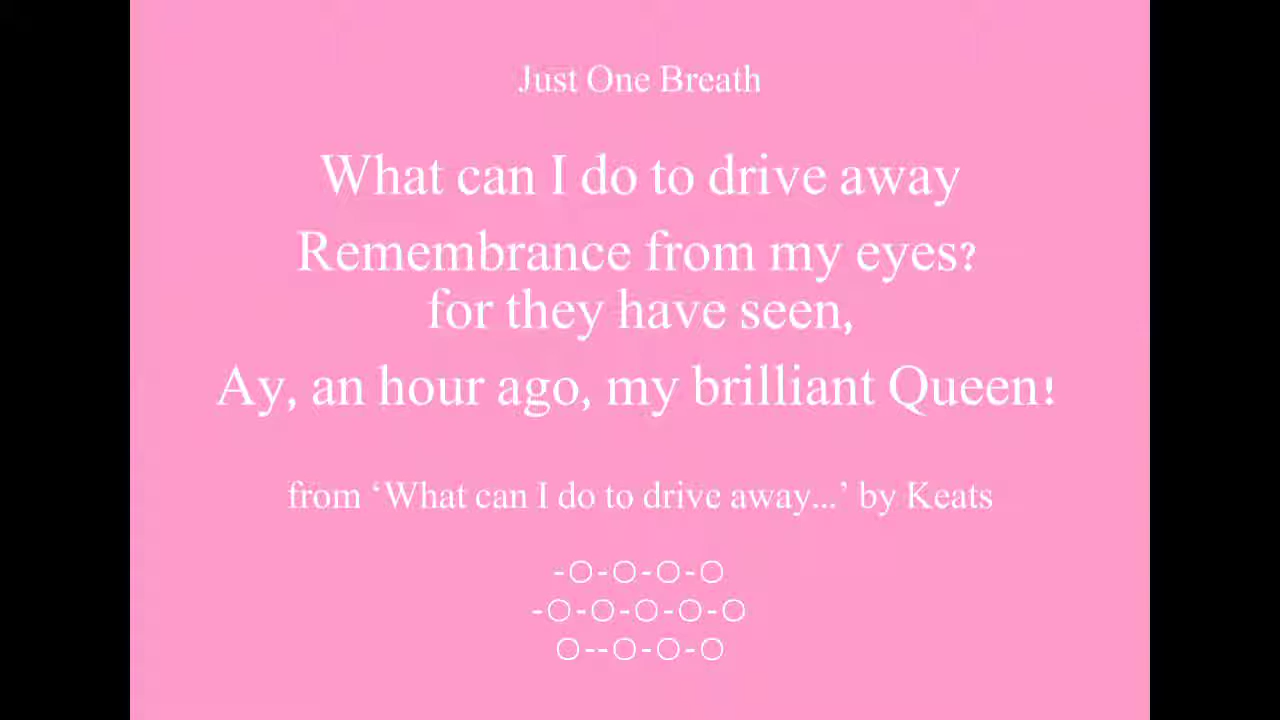 Just One Breath
What can I do to drive away
Remembrance from my eyes?
for they have seen,
Ay, an hour ago, my brilliant Queen!
from ‘What can I do to drive away...’ by Keats
-O-O-O-O
-O-O-O-O-O
O--O-O-O